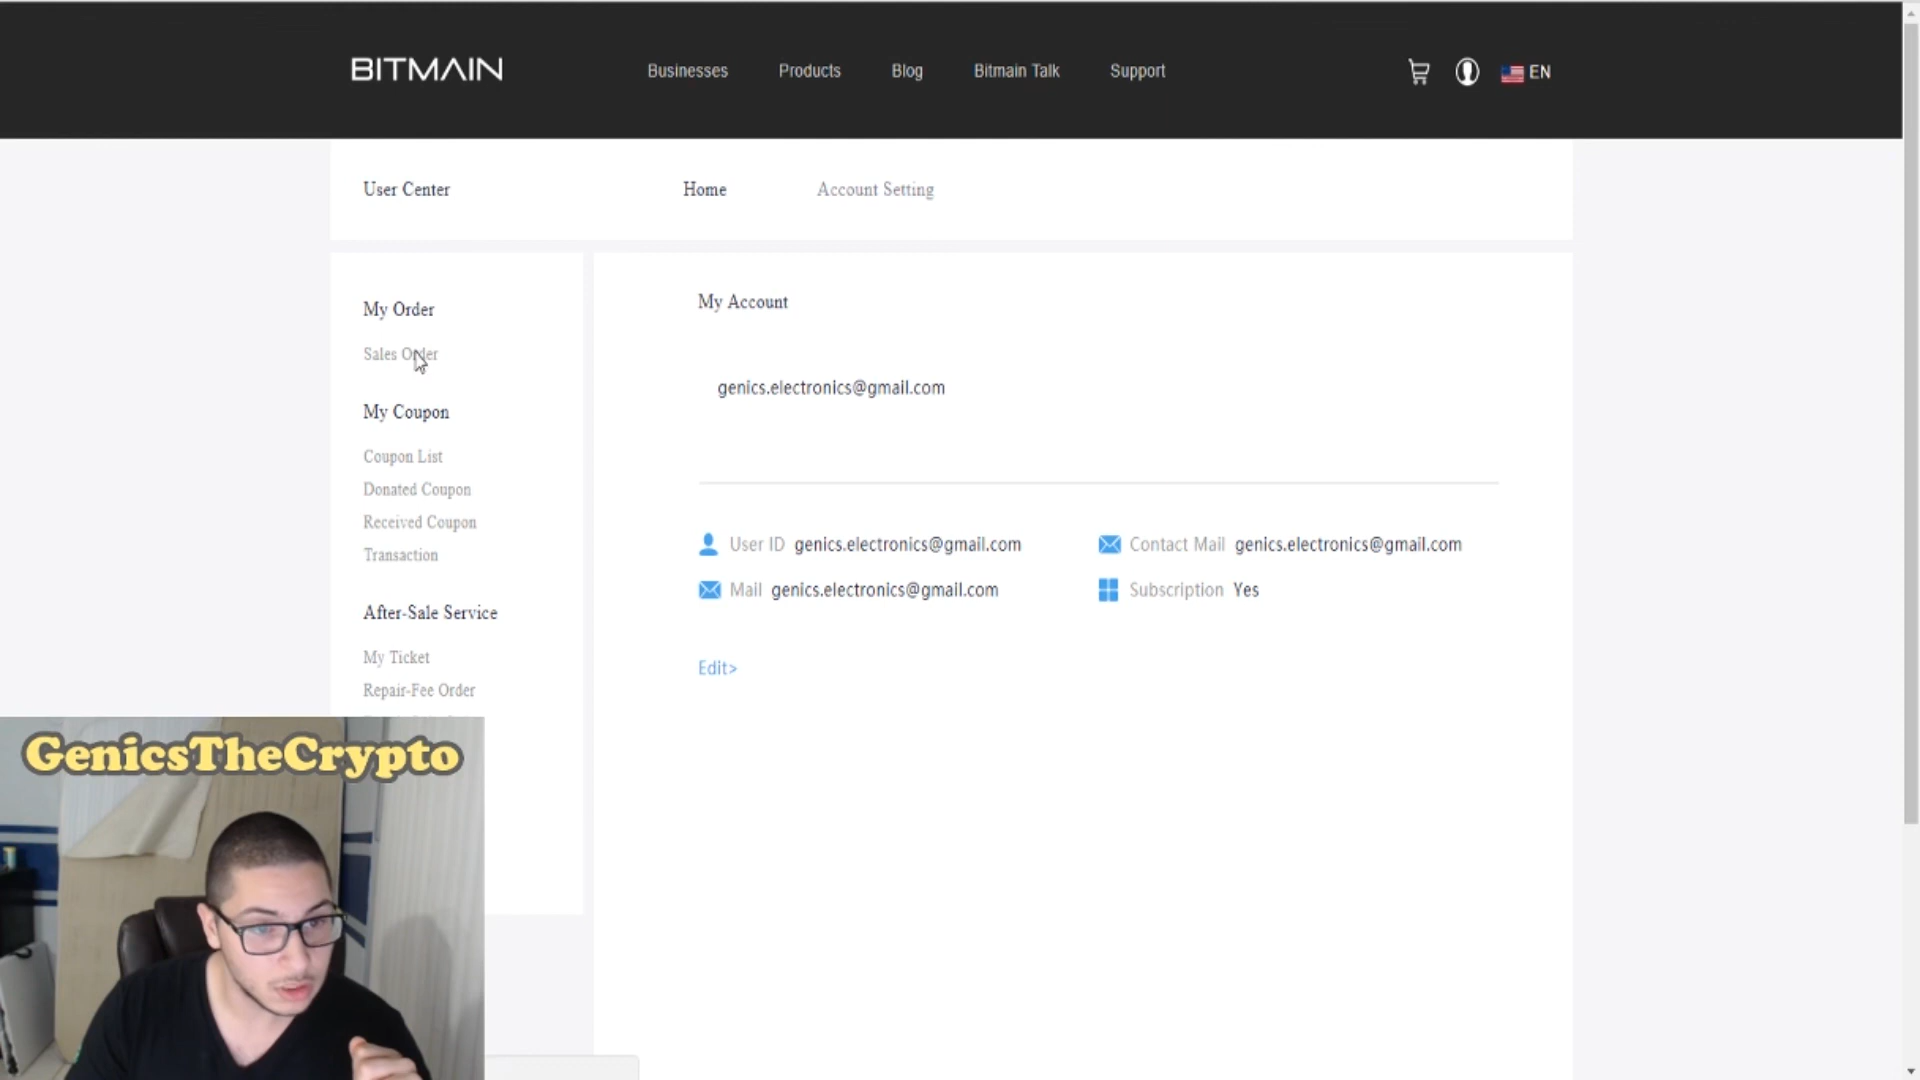 BITMAIN
Businesses Products Blog Bitmain Talk Support
EN
User Center Home Account Setting
My Order
Sales Order
My Coupon
Coupon List
Donated Coupon
Received Coupon
Transaction
After-Sale Service
My Ticket
Repair-Fee Order
My Account
genics.electronics@gmail.com
User ID genics.electronics@gmail.com
Contact Mail genics.electronics@gmail.com
Mail genics.electronics@gmail.com
Subscription Yes
Edit>
GenicsTheCrypto